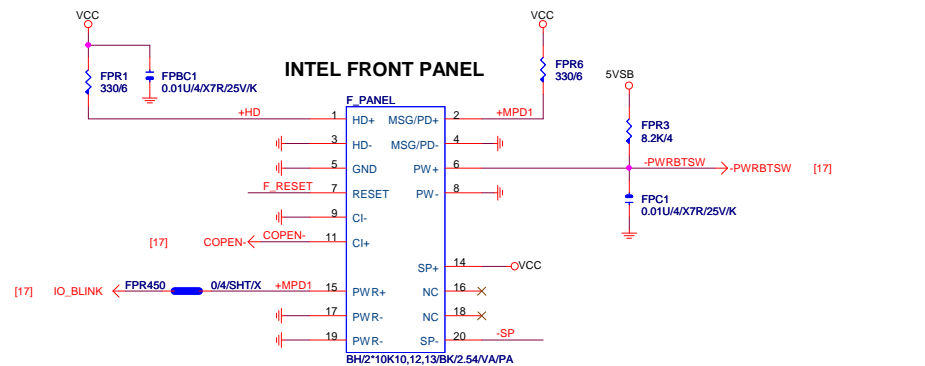 VCC
VCC
INTEL FRONT PANEL
FPR1
330/6
FPBC1
0.01U/4/X7R/25V/K
FPR6
330/6
5VSB
FPR3
8.2K/4
F_PANEL
+HD 1 HD+ MSG/PD+ 2 +MPD1
3 HD- MSG/PD- 4
5 GND PW+ 6 -PWRBTSW -PWRBTSW [17]
F_RESET 7 RESET PW- 8
9 CI-
FPC1
0.01U/4/X7R/25V/K
[17] COPEN- COPEN- 11 CI+
SP+ 14 VCC
[17] IO_BLINK FPR450 0/4/SHT/X +MPD1 15 PWR+ NC 16
17 PWR- NC 18
19 PWR- SP- 20 -SP
BH/2*10K10,12,13/BK/2.54/VA/PA